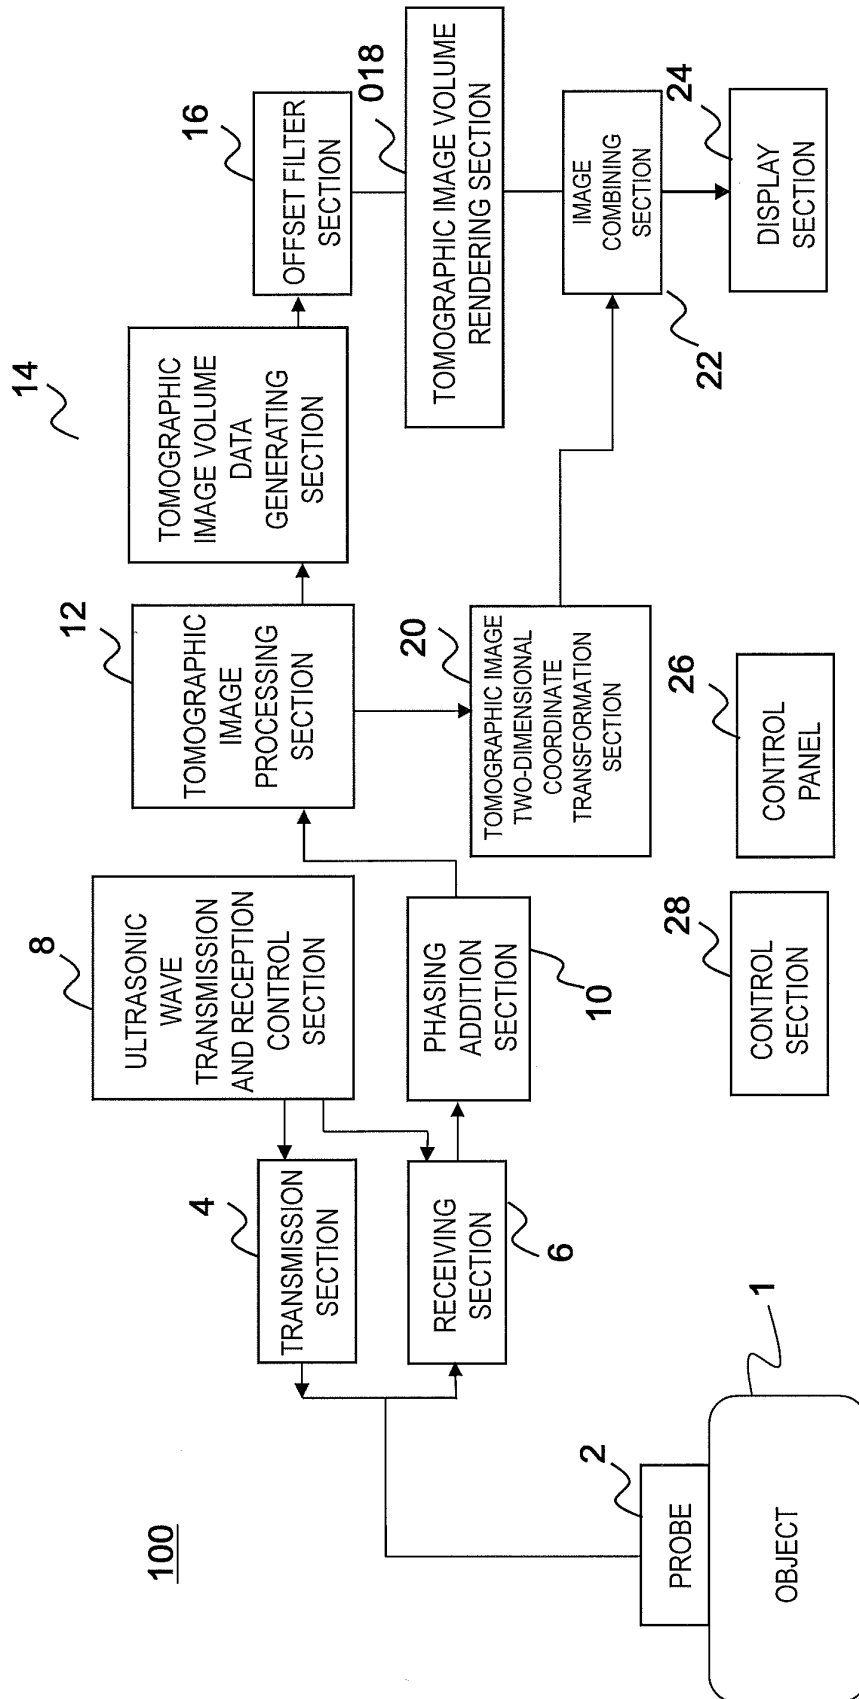 100
14
8
ULTRASONIC
WAVE
TRANSMISSION
AND RECEPTION
CONTROL
SECTION
12
TOMOGRAPHIC
IMAGE
PROCESSING
SECTION
TOMOGRAPHIC
IMAGE VOLUME
DATA
GENERATING
SECTION
16
OFFSET FILTER
SECTION
4
TRANSMISSION
SECTION
018
TOMOGRAPHIC IMAGE VOLUME
RENDERING SECTION
RECEIVING
SECTION
6
PHASING
ADDITION
SECTION
10
20
TOMOGRAPHIC IMAGE
TWO-DIMENSIONAL
COORDINATE
TRANSFORMATION
SECTION
IMAGE
COMBINING
SECTION
22
2
PROBE
1
OBJECT
28
CONTROL
SECTION
26
CONTROL
PANEL
24
DISPLAY
SECTION